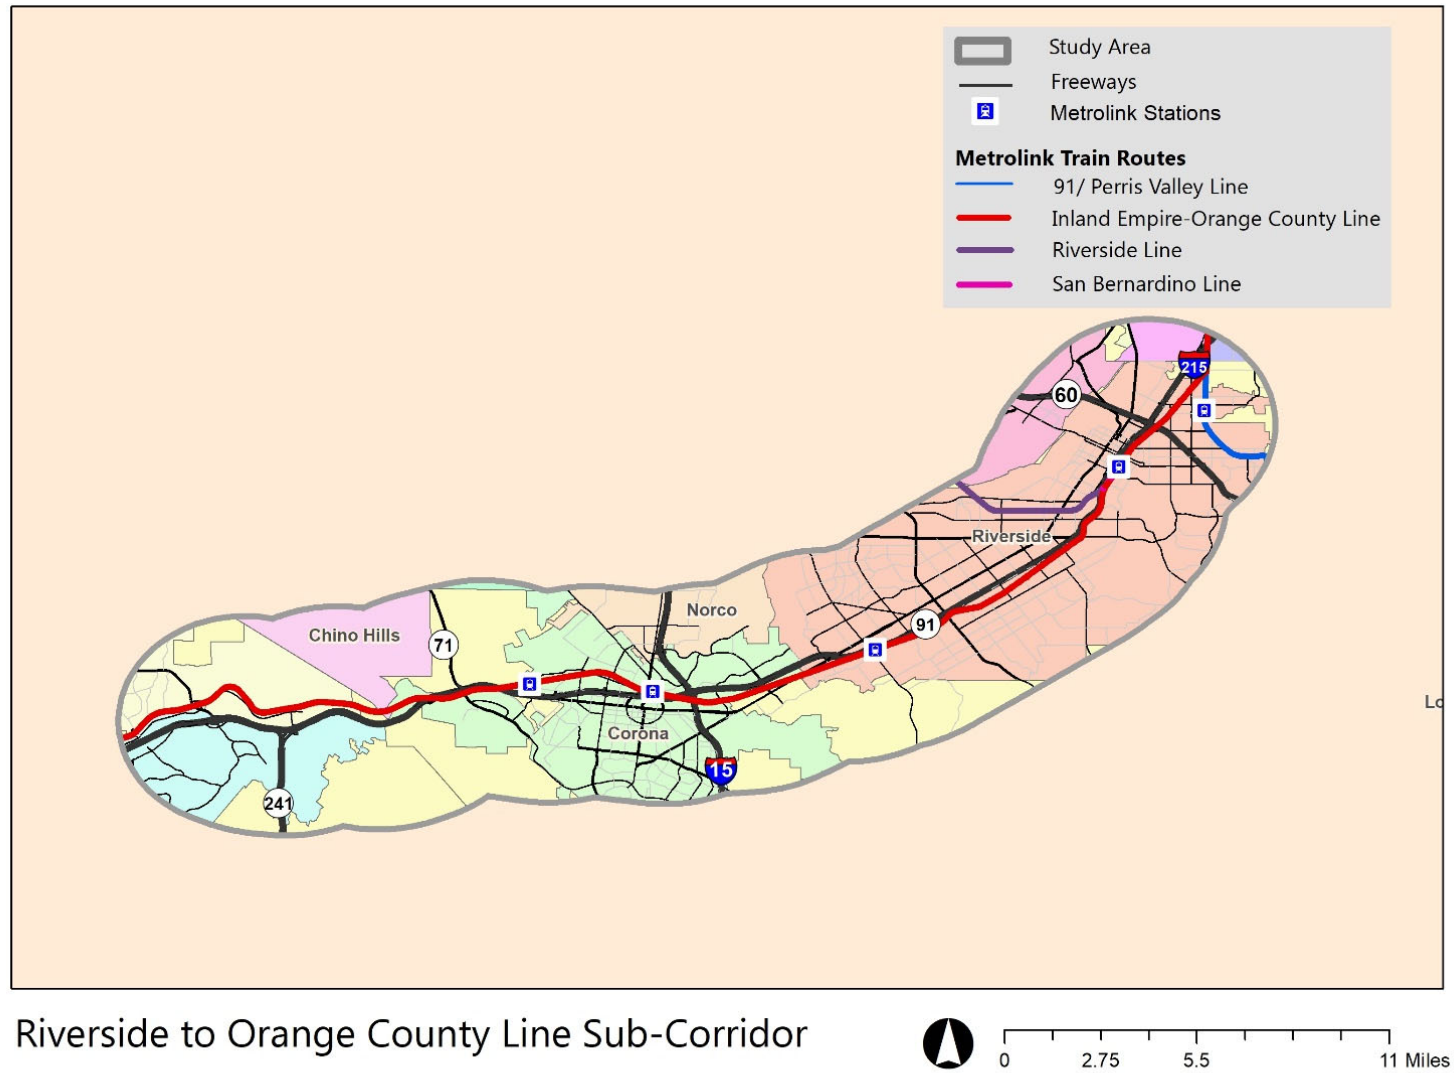 Study Area
Freeways
Metrolink Stations
Metrolink Train Routes
91/ Perris Valley Line
Inland Empire-Orange County Line
Riverside Line
San Bernardino Line
215
60
Riverside
Norco
91
Chino Hills
71
Lo
Corona
15
241
Riverside to Orange County Line Sub-Corridor
0 2.75 5.5 11 Miles